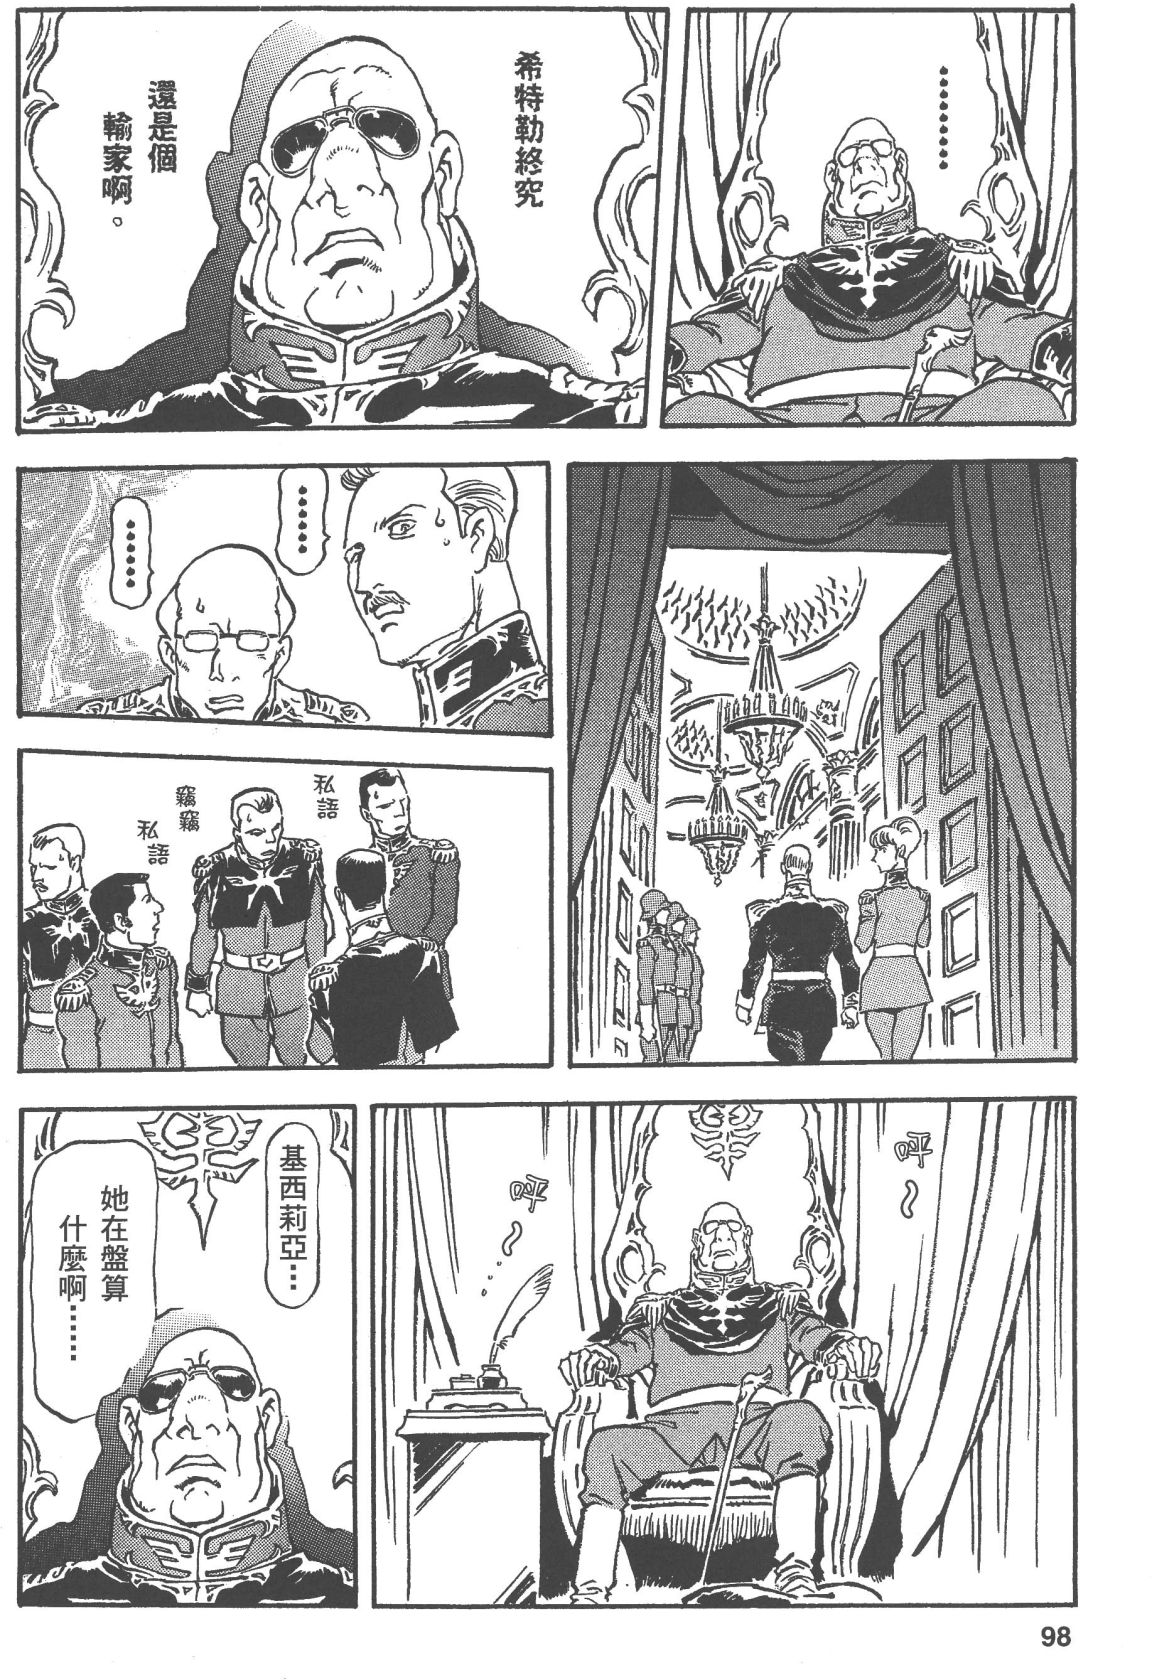 ………
希特勒終究
還是個
輸家啊。
……
……
私語
竊竊
私語
呼～
呼～…
基西莉亞…
她在盤算
什麼啊……
98